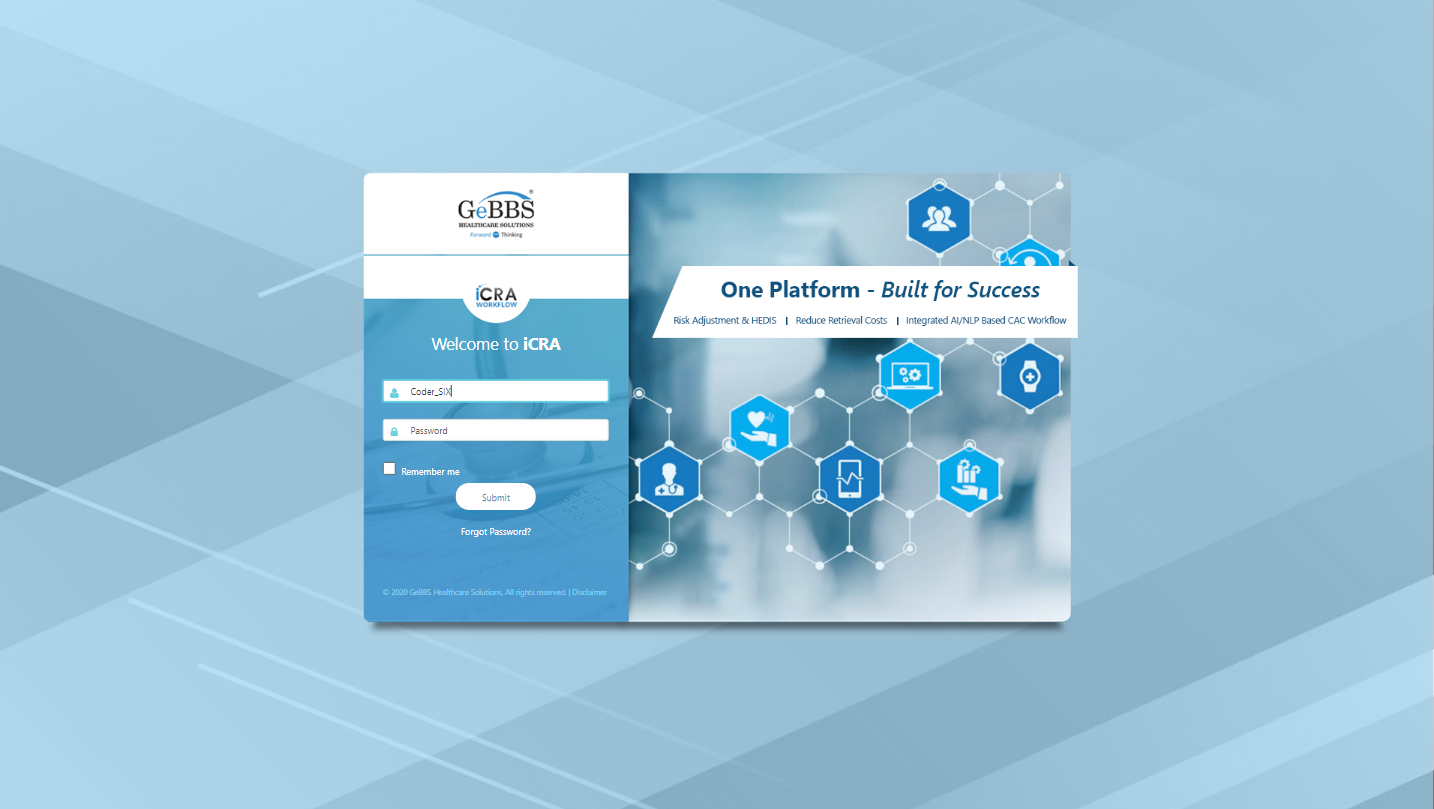 GeBBS®
HEALTHCARE SOLUTIONS
Forward Thinking
iCRA
WORKFLOW
Welcome to iCRA
Coder_SIX
Password
Remember me
Submit
Forgot Password?
© 2020 GeBBS Healthcare Solutions, All rights reserved. | Disclaimer
One Platform - Built for Success
Risk Adjustment & HEDIS | Reduce Retrieval Costs | Integrated AI/NLP Based CAC Workflow